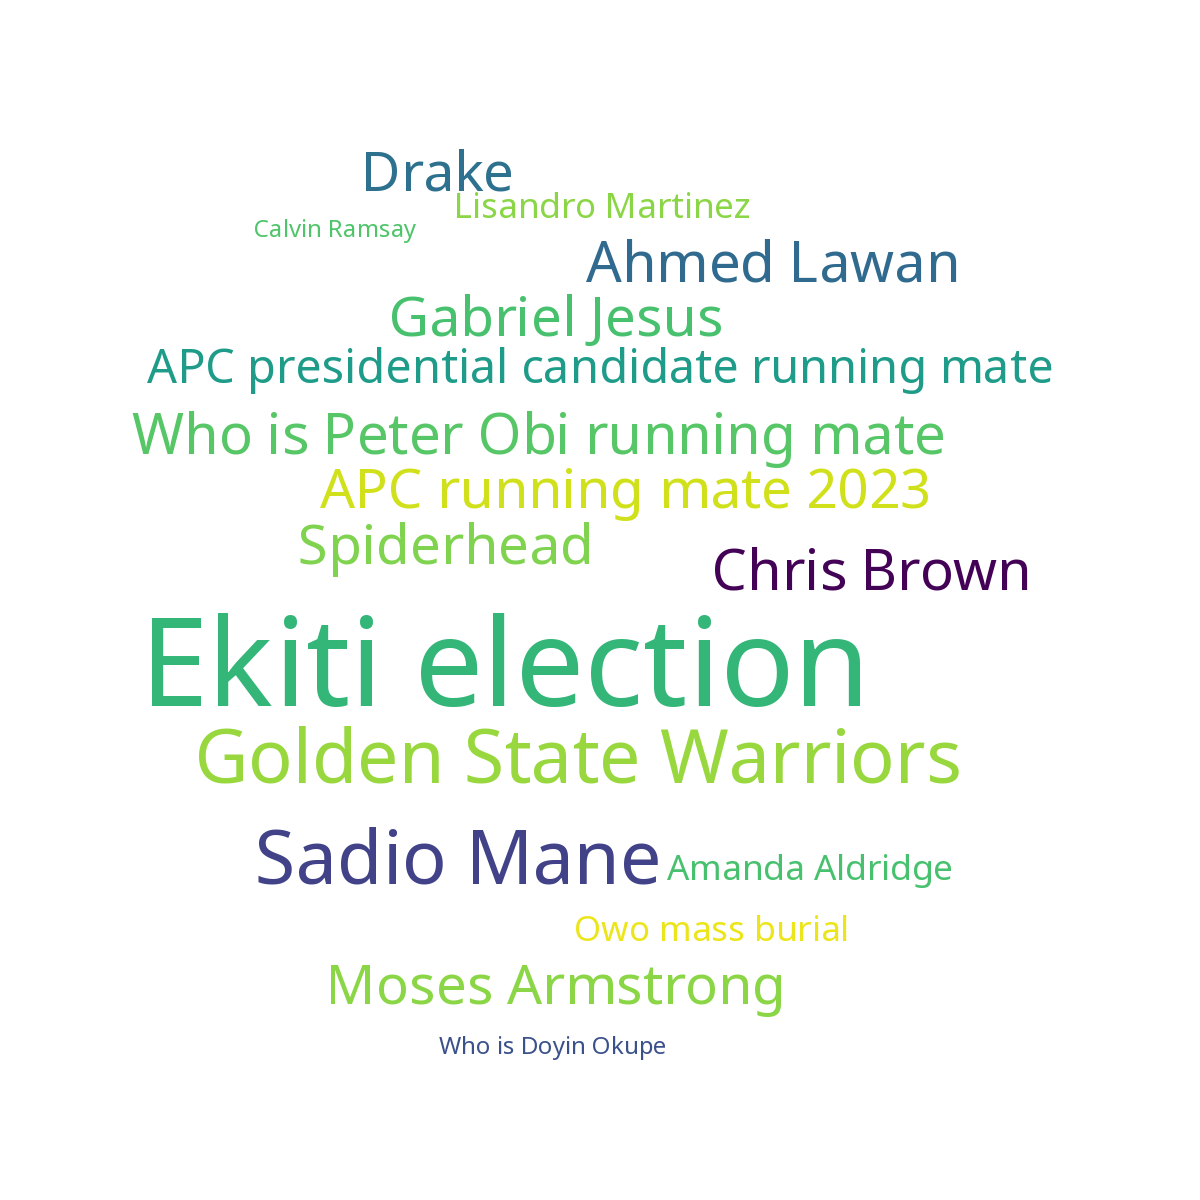 Drake
Lisandro Martinez
Calvin Ramsay
Ahmed Lawan
Gabriel Jesus
APC presidential candidate running mate
Who is Peter Obi running mate
APC running mate 2023
Spiderhead
Chris Brown
Ekiti election
Golden State Warriors
Sadio Mane
Amanda Aldridge
Owo mass burial
Moses Armstrong
Who is Doyin Okupe